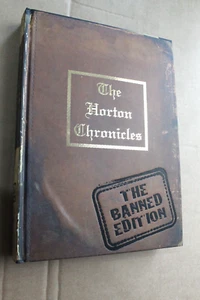 The
Horton
Chronicles
THE
BANNED
EDITION